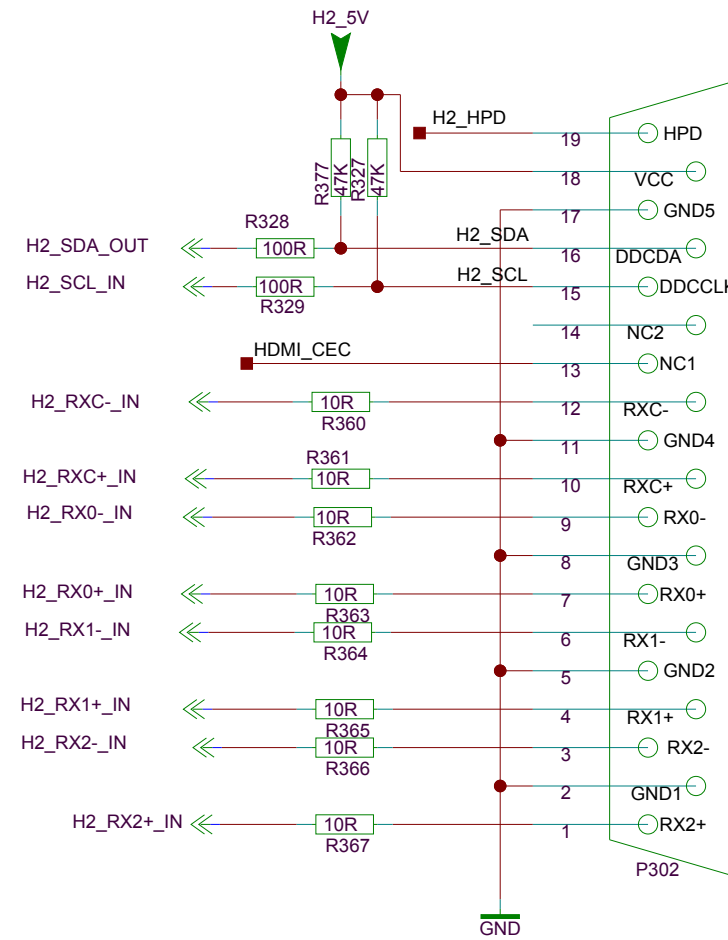 H2_5V
H2_HPD
19
HPD
R377
47K
R327
47K
18
VCC
17
GND5
R328
H2_SDA_OUT
100R
H2_SDA
16
DDCDA
H2_SCL_IN
100R
H2_SCL
15
DDCCLK
R329
14
NC2
HDMI_CEC
13
NC1
H2_RXC-_IN
10R
12
RXC-
R360
11
GND4
R361
H2_RXC+_IN
10R
10
RXC+
H2_RX0-_IN
10R
9
RX0-
R362
8
GND3
H2_RX0+_IN
10R
7
RX0+
R363
H2_RX1-_IN
10R
6
RX1-
R364
5
GND2
H2_RX1+_IN
10R
4
RX1+
R365
H2_RX2-_IN
10R
3
RX2-
R366
2
GND1
H2_RX2+_IN
10R
1
RX2+
R367
P302
GND